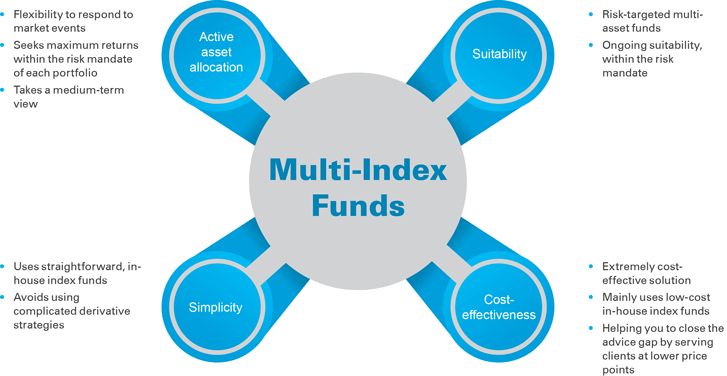 • Flexibility to respond to
market events
• Seeks maximum returns
within the risk mandate
of each portfolio
• Takes a medium-term
view
Active
asset
allocation
Suitability
• Risk-targeted multi-
asset funds
• Ongoing suitability,
within the risk
mandate
Multi-Index
Funds
• Uses straightforward, in-
house index funds
• Avoids using
complicated derivative
strategies
Simplicity
Cost-
effectiveness
• Extremely cost-
effective solution
• Mainly uses low-cost
in-house index funds
• Helping you to close the
advice gap by serving
clients at lower price
points